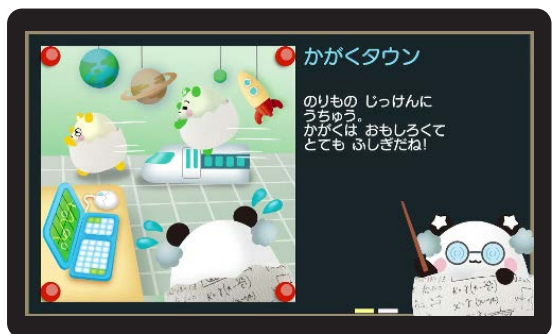 かがくタウン
のりもの じっけんに
うちゅう。
かがくは おもしろくて
とても ふしぎだね!